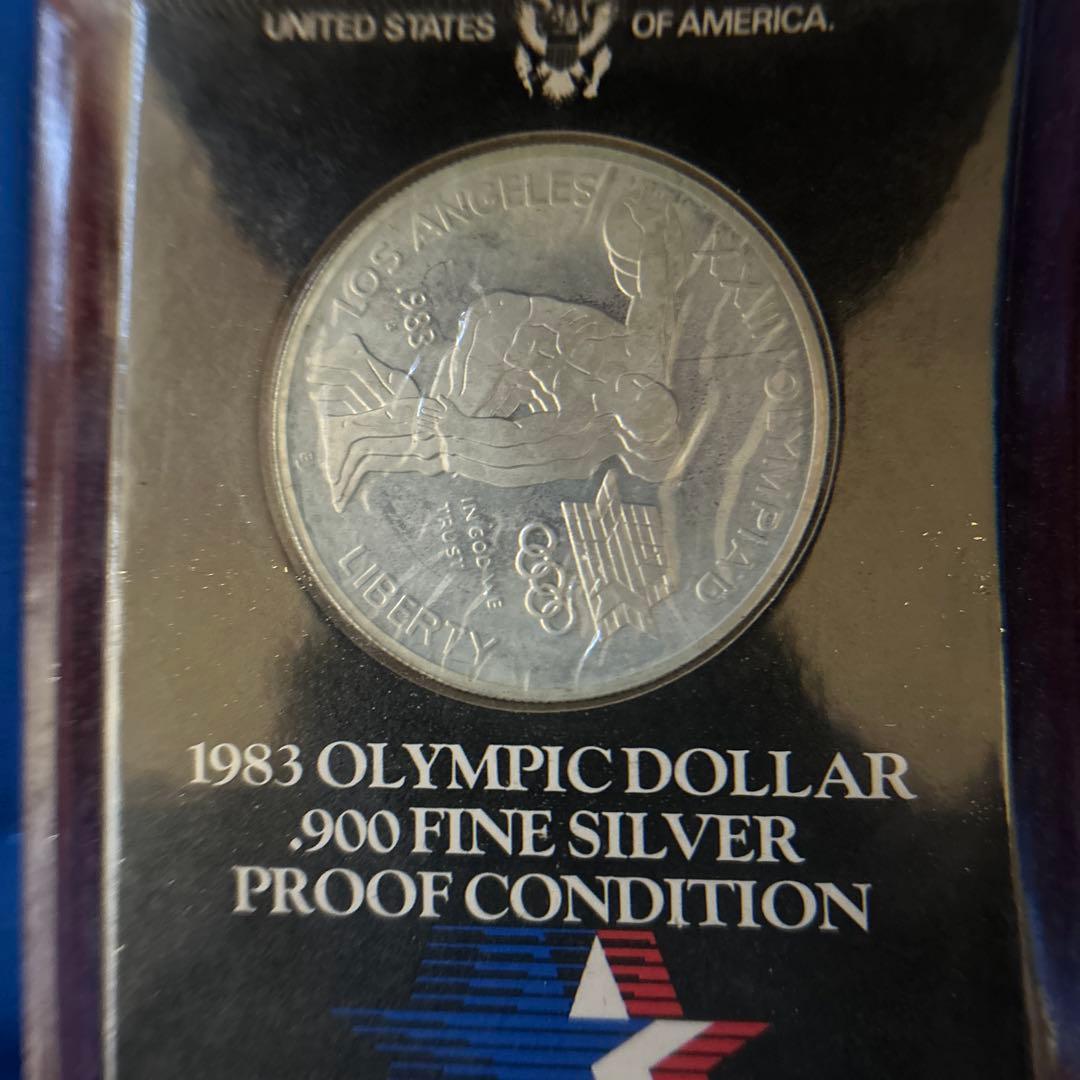 UNITED STATES OF AMERICA.
LOS ANGELES
XXIII OLYMPIAD
1983
IN GOD WE
TRUST
LIBERTY
1983 OLYMPIC DOLLAR
.900 FINE SILVER
PROOF CONDITION